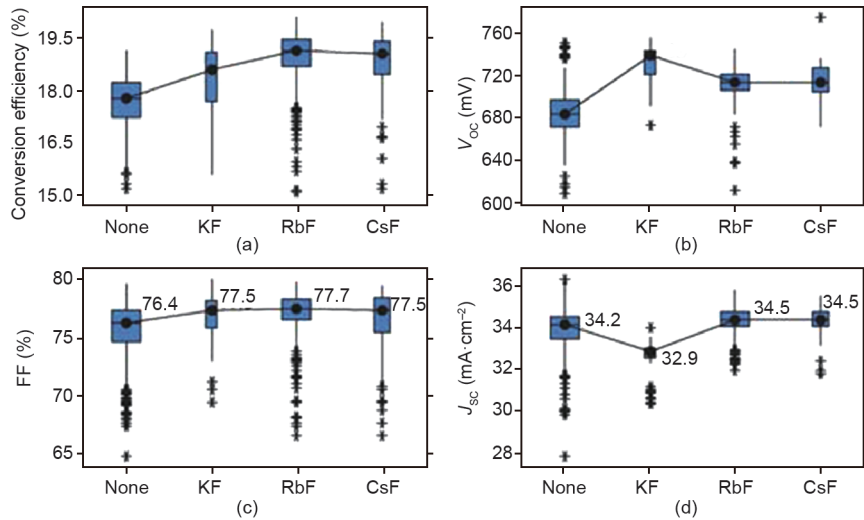 Conversion efficiency (%)
19.5
18.0
16.5
15.0
None KF RbF CsF
(a)
V_OC (mV)
760
720
680
640
600
None KF RbF CsF
(b)
FF (%)
80
75
70
65
76.4 77.5 77.7 77.5
None KF RbF CsF
(c)
J_SC (mA·cm⁻²)
36
34
32
30
28
34.2 32.9 34.5 34.5
None KF RbF CsF
(d)